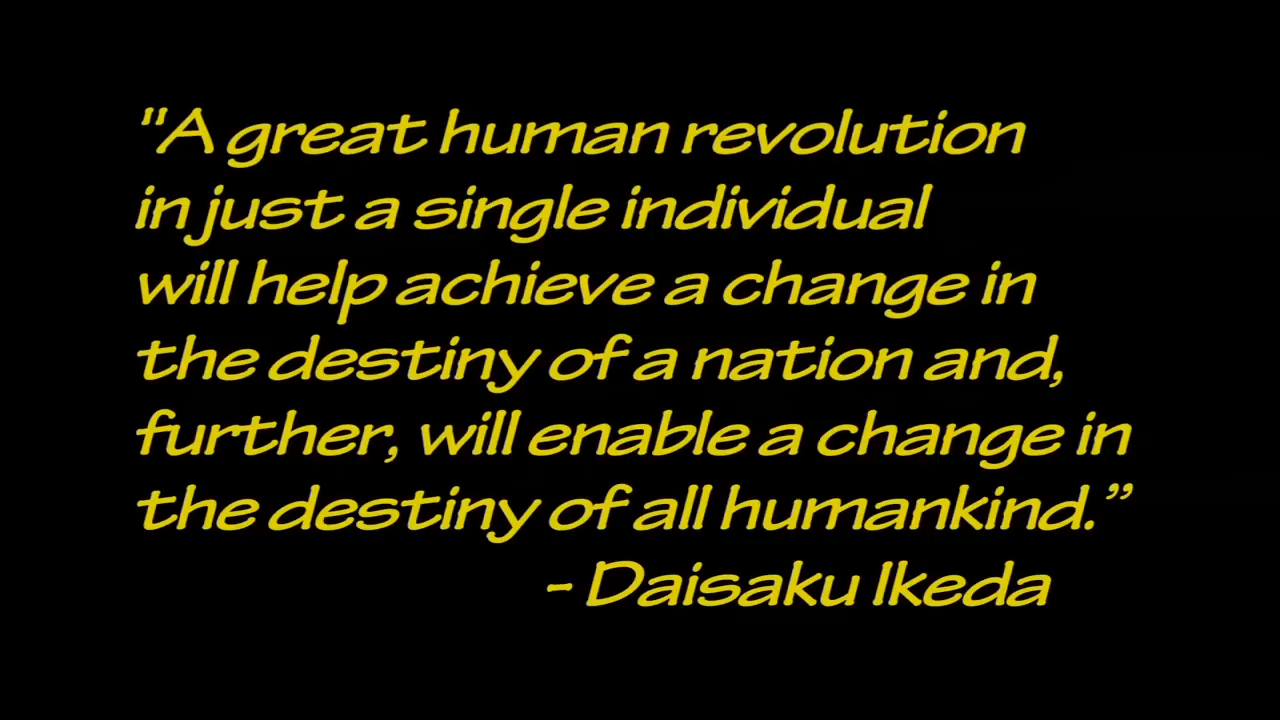 "A great human revolution
in just a single individual
will help achieve a change in
the destiny of a nation and,
further, will enable a change in
the destiny of all humankind.”
- Daisaku Ikeda